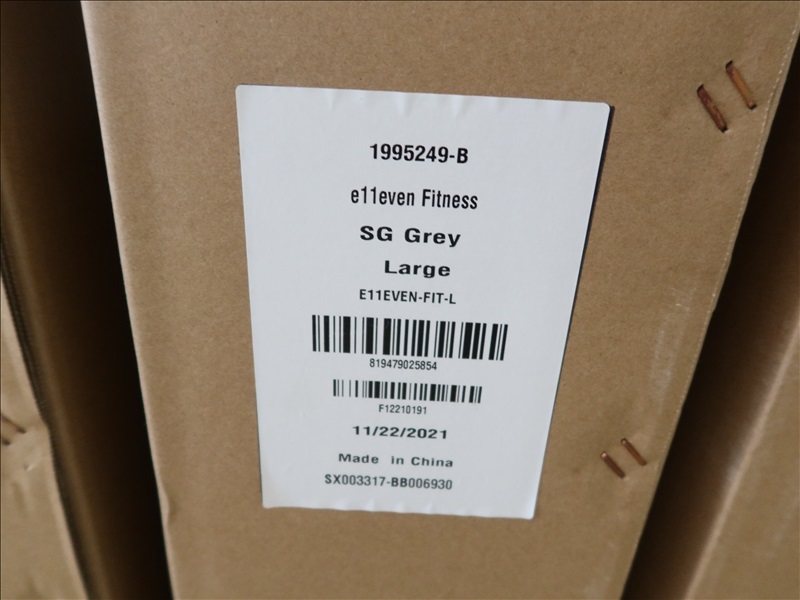 1995249-B
e11even Fitness
SG Grey
Large
E11EVEN-FIT-L
819479025854
F12210191
11/22/2021
Made in China
SX003317-BB006930